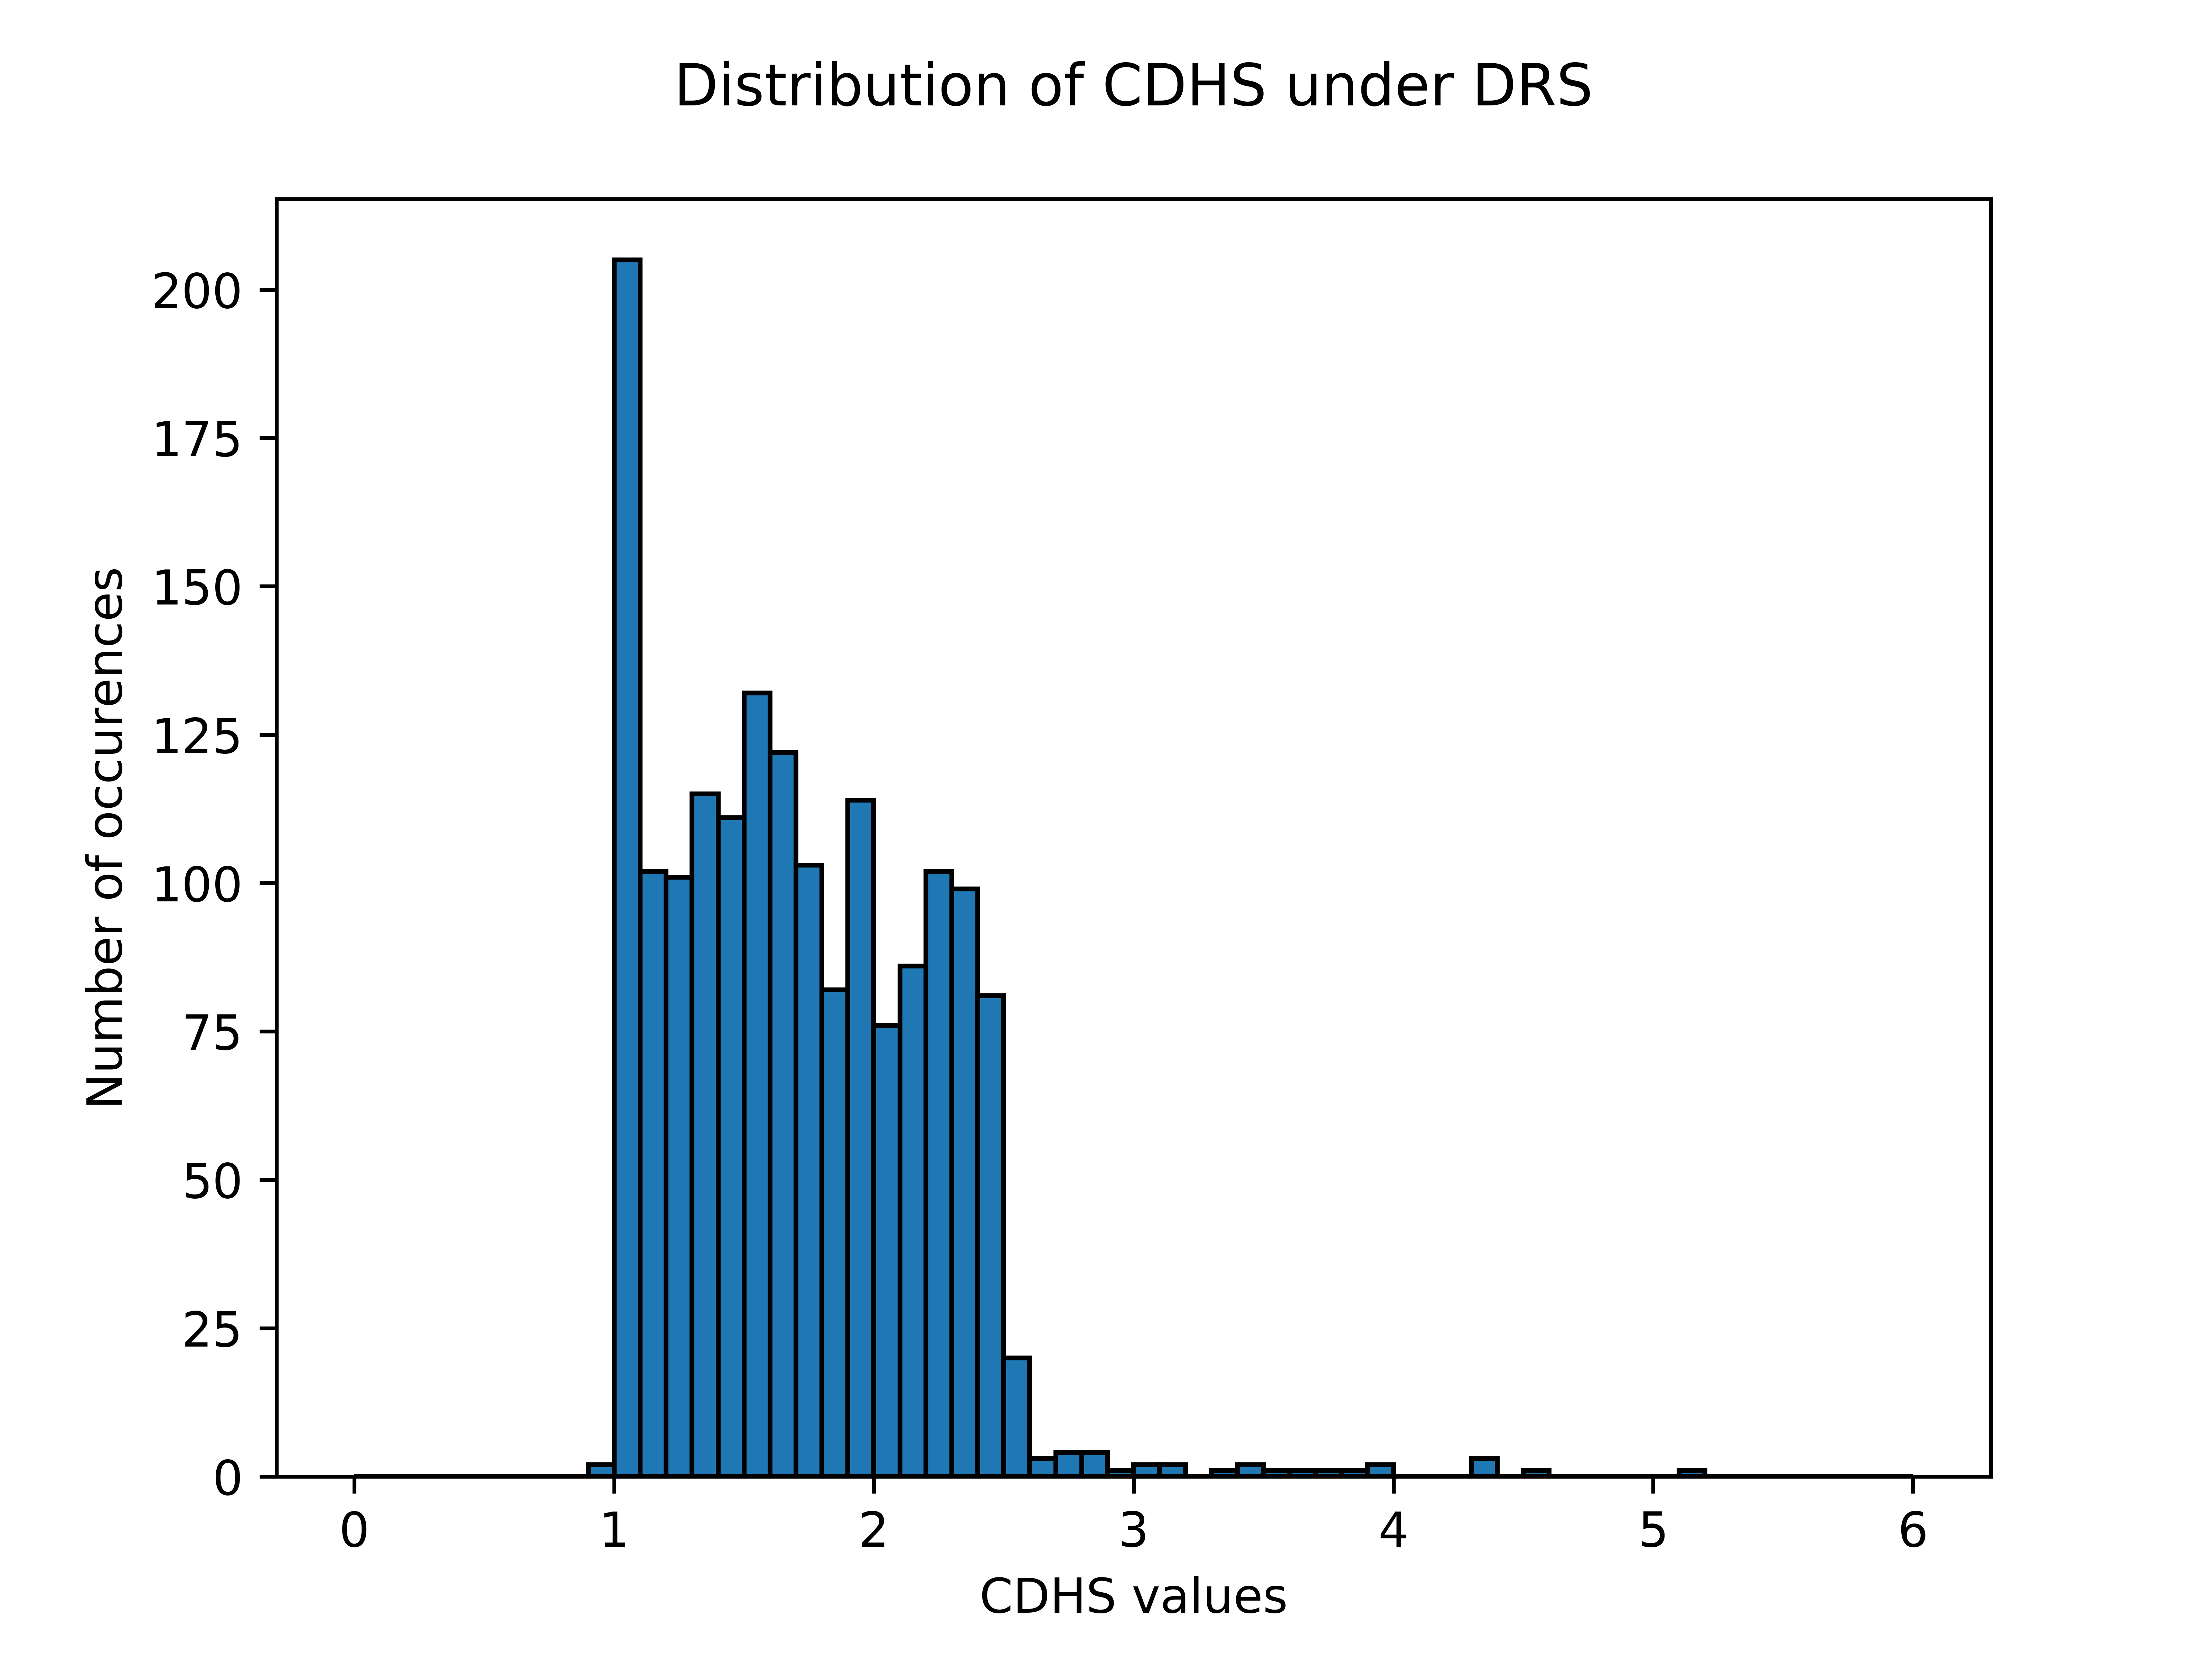 Distribution of CDHS under DRS
Number of occurences
200
175
150
125
100
75
50
25
0
0 1 2 3 4 5 6
CDHS values